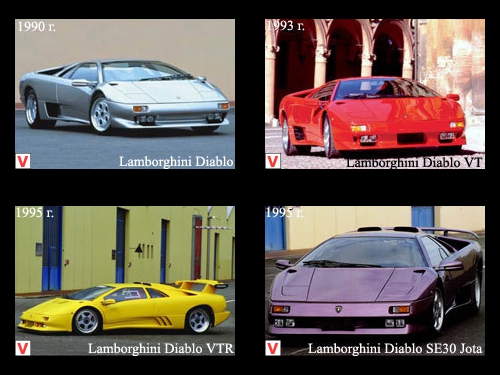 1990 г.
1993 г.
V
Lamborghini Diablo
V
Lamborghini Diablo VT
1995 г.
1995 г.
V
Lamborghini Diablo VTR
V
Lamborghini Diablo SE30 Jota